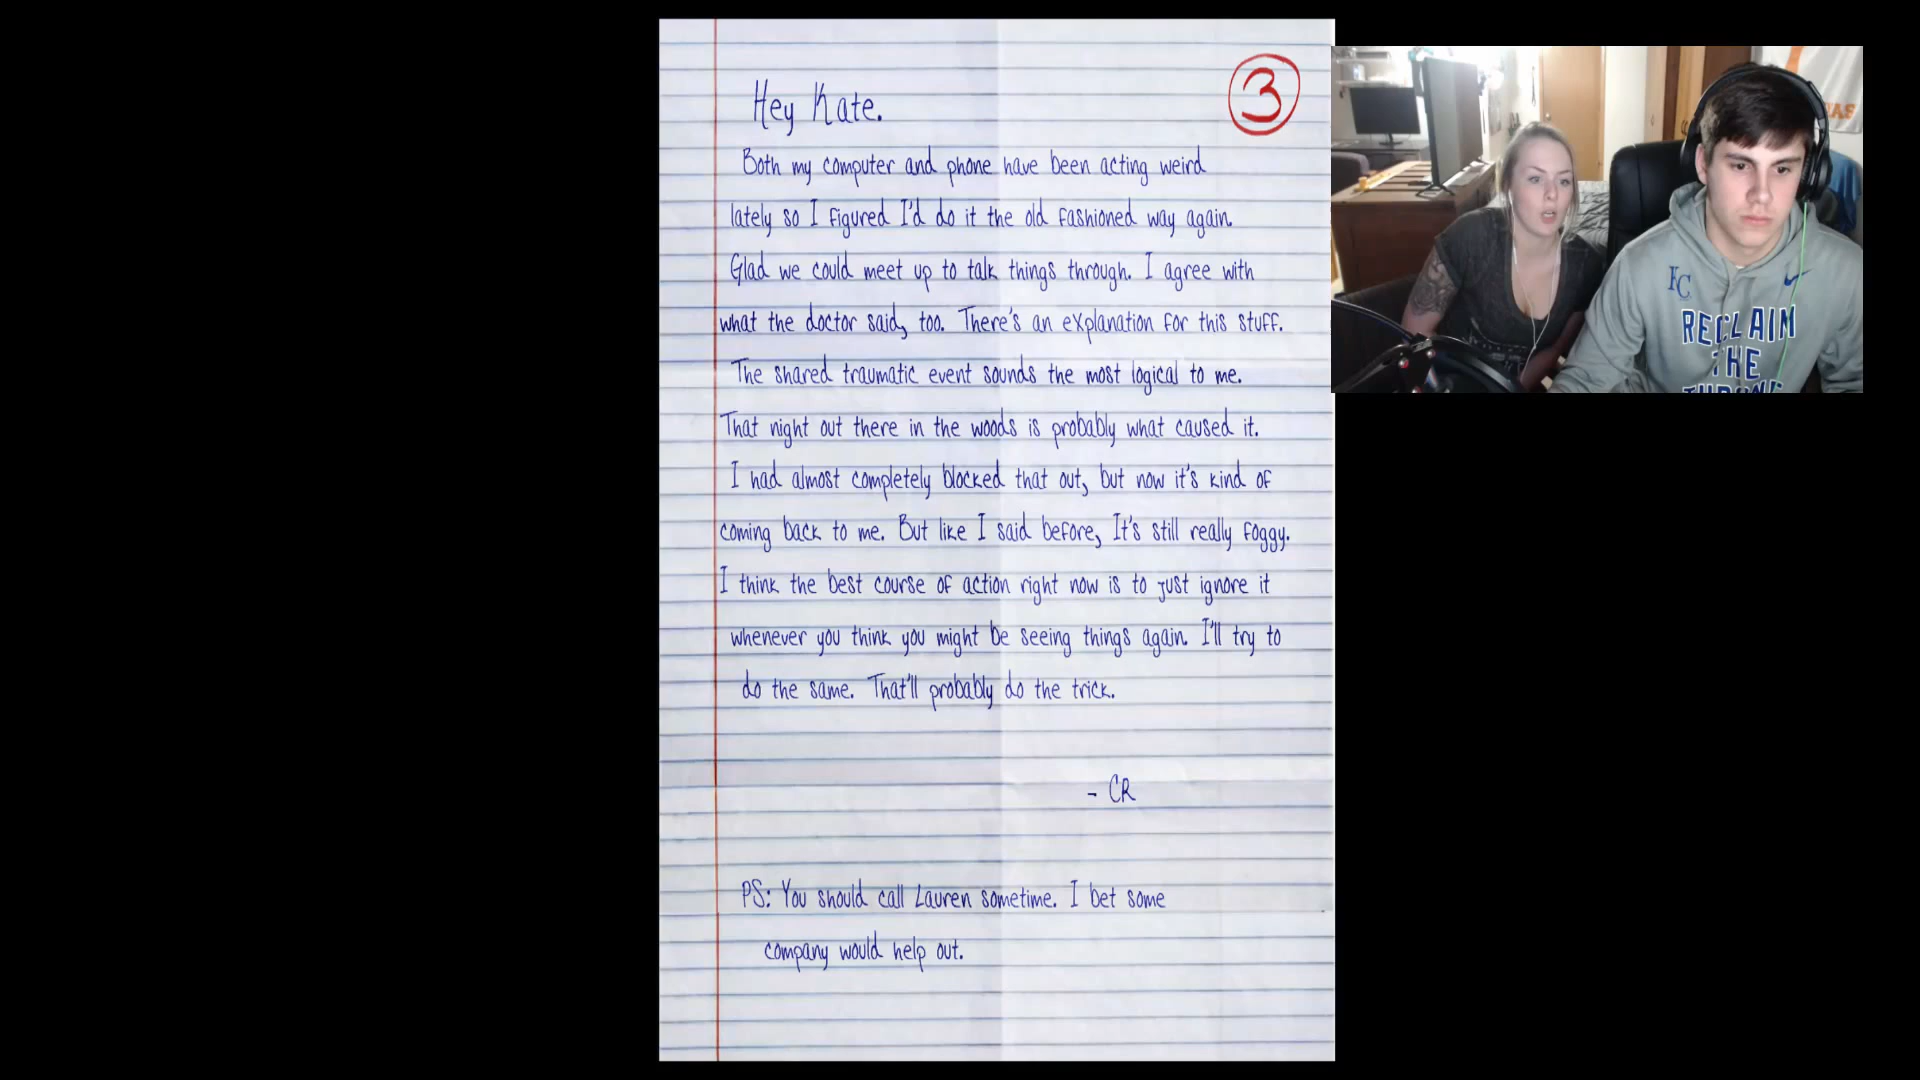 Hey Kate.
3
Both my computer and phone have been acting weird
lately so I figured I'd do it the old fashioned way again.
Glad we could meet up to talk things through. I agree with
what the doctor said, too. There's an explanation for this stuff.
The shared traumatic event sounds the most logical to me.
That night out there in the woods is probably what caused it.
I had almost completely blocked that out, but now it's kind of
coming back to me. But like I said before, It's still really foggy.
I think the best course of action right now is to just ignore it
whenever you think you might be seeing things again. I'll try to
do the same. That'll probably do the trick.
- CR
PS: You should call Lauren sometime. I bet some
company would help out.
KC
RECLAIM
THE
THRONE